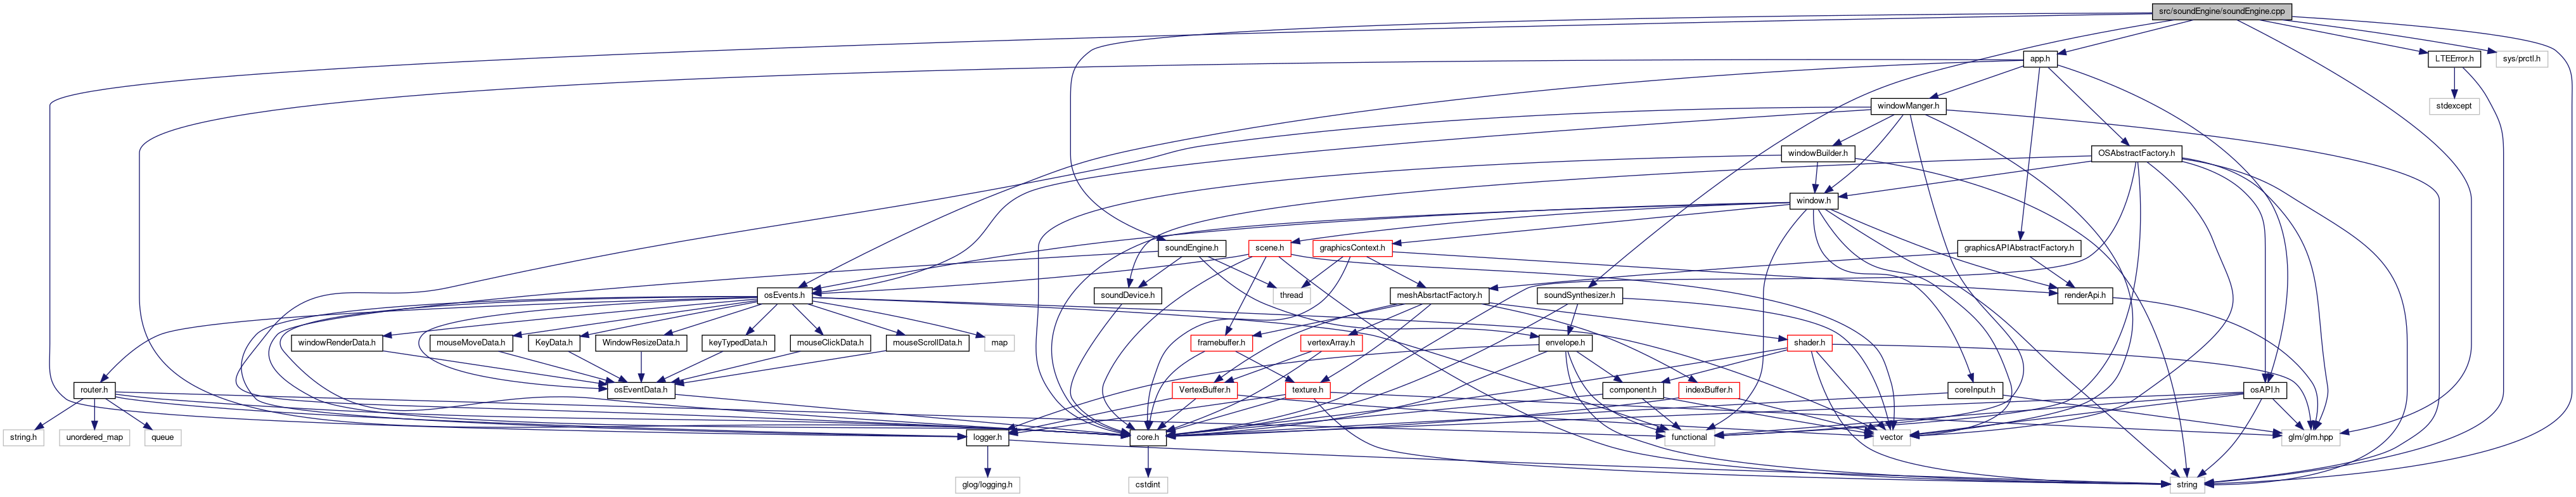 src/soundEngine/soundEngine.cpp
app.h
LTEError.h
sys/prctl.h
windowManger.h
stdexcept
windowBuilder.h
OSAbstractFactory.h
window.h
soundEngine.h
scene.h
graphicsContext.h
graphicsAPIAbstractFactory.h
osEvents.h
soundDevice.h
thread
meshAbsrtactFactory.h
soundSynthesizer.h
renderApi.h
windowRenderData.h
mouseMoveData.h
KeyData.h
WindowResizeData.h
keyTypedData.h
mouseClickData.h
mouseScrollData.h
map
framebuffer.h
vertexArray.h
envelope.h
shader.h
router.h
osEventData.h
VertexBuffer.h
texture.h
component.h
indexBuffer.h
coreInput.h
osAPI.h
string.h
unordered_map
queue
logger.h
core.h
functional
vector
glm/glm.hpp
glog/logging.h
cstdint
string